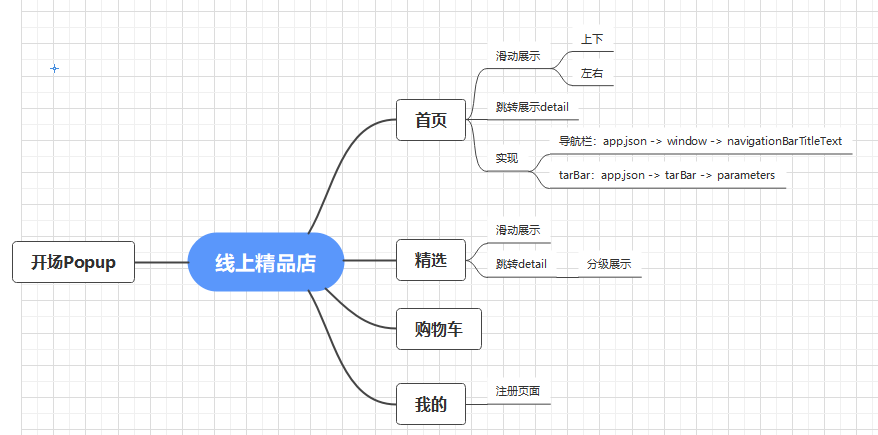 开场Popup
线上精品店
首页
滑动展示
上下
左右
跳转展示detail
实现
导航栏：app.json -> window -> navigationBarTitleText
tarBar：app.json -> tarBar -> parameters
精选
滑动展示
跳转detail
分级展示
购物车
我的
注册页面